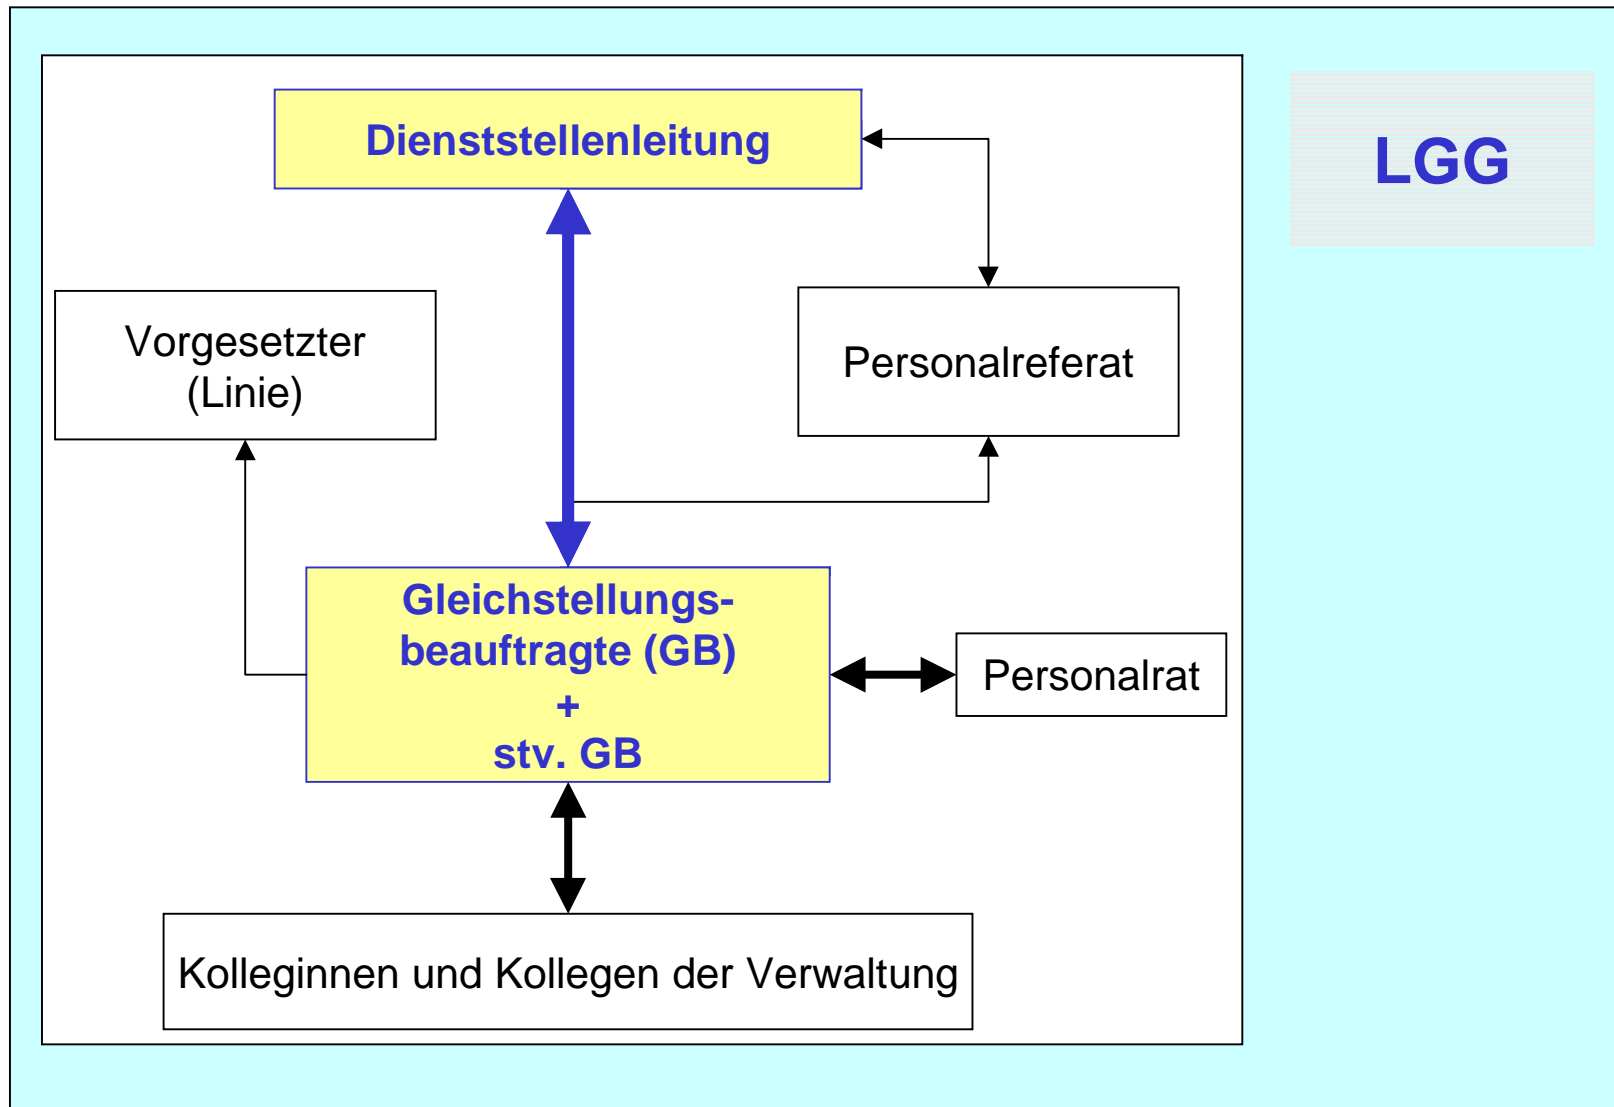 Dienststellenleitung
LGG
Vorgesetzter
(Linie)
Personalreferat
Gleichstellungs-
beauftragte (GB)
+
stv. GB
Personalrat
Kolleginnen und Kollegen der Verwaltung